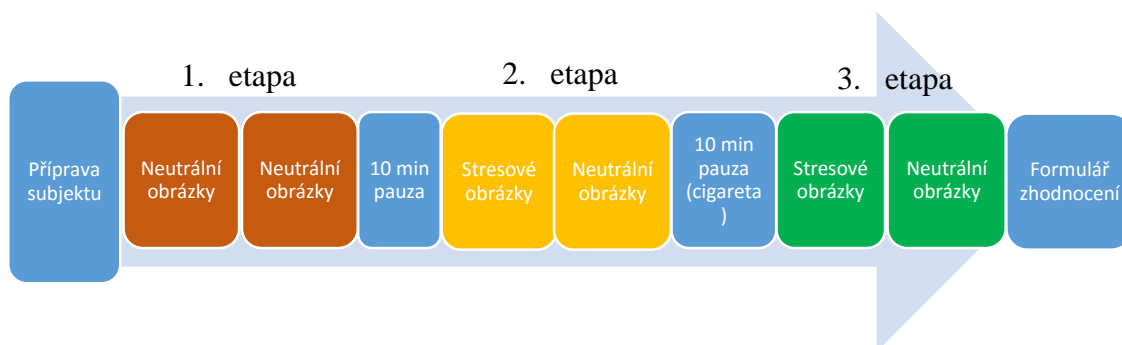 1. etapa
2. etapa
3. etapa
Příprava
subjektu
Neutrální
obrázky
Neutrální
obrázky
10 min
pauza
Stresové
obrázky
Neutrální
obrázky
10 min
pauza
(cigareta
)
Stresové
obrázky
Neutrální
obrázky
Formulář
zhodnocení